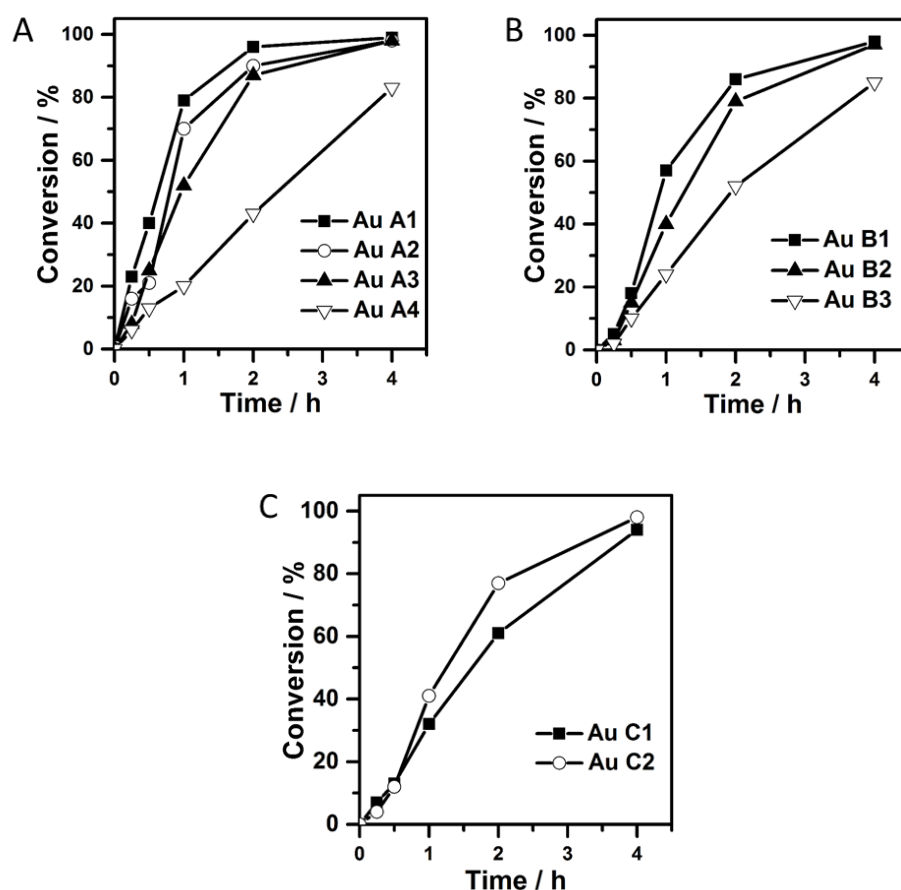 A
Conversion / %
100
80
60
40
20
0
Au A1
Au A2
Au A3
Au A4
0 1 2 3 4
Time / h
B
Conversion / %
100
80
60
40
20
0
Au B1
Au B2
Au B3
0 1 2 3 4
Time / h
C
Conversion / %
100
80
60
40
20
0
Au C1
Au C2
0 1 2 3 4
Time / h